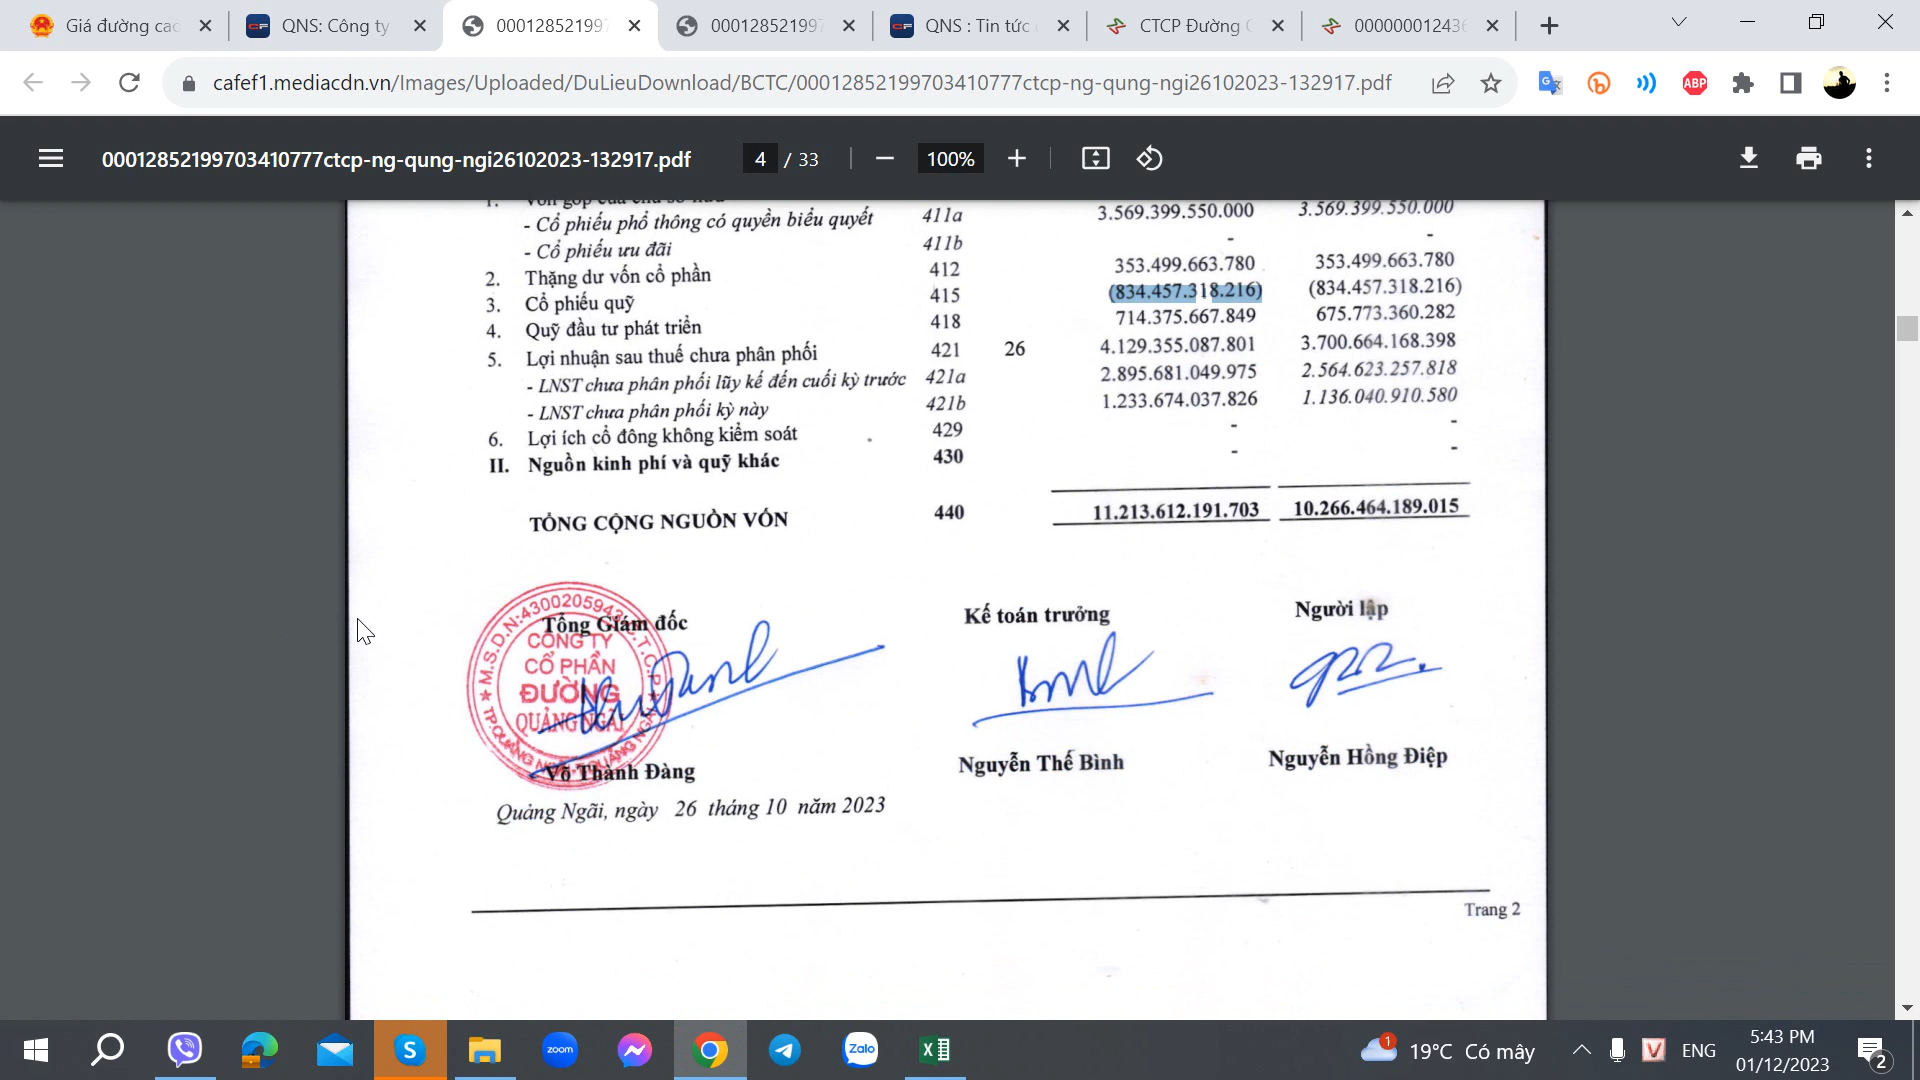 Giá đường cao
QNS: Công ty
00012852199
00012852199
QNS : Tin tức
CTCP Đường
00000001243
cafef1.mediacdn.vn/Images/Uploaded/DuLieuDownload/BCTC/00012852199703410777ctcp-ng-qung-ngi26102023-132917.pdf
ABP
00012852199703410777ctcp-ng-qung-ngi26102023-132917.pdf
4 / 33
100%
- Cổ phiếu phổ thông có quyền biểu quyết 411a 3.569.399.550.000 3.569.399.550.000
- Cổ phiếu ưu đãi 411b - -
2. Thặng dư vốn cổ phần 412 353.499.663.780 353.499.663.780
3. Cổ phiếu quỹ 415 (834.457.318.216) (834.457.318.216)
4. Quỹ đầu tư phát triển 418 714.375.667.849 675.773.360.282
5. Lợi nhuận sau thuế chưa phân phối 421 26 4.129.355.087.801 3.700.664.168.398
- LNST chưa phân phối lũy kế đến cuối kỳ trước 421a 2.895.681.049.975 2.564.623.257.818
- LNST chưa phân phối kỳ này 421b 1.233.674.037.826 1.136.040.910.580
6. Lợi ích cổ đông không kiểm soát 429 - -
II. Nguồn kinh phí và quỹ khác 430 - -
TỔNG CỘNG NGUỒN VỐN 440 11.213.612.191.703 10.266.464.189.015
Tổng Giám đốc Kế toán trưởng Người lập
CÔNG TY
CỔ PHẦN
ĐƯỜNG
QUẢNG NGÃI
Võ Thành Đàng Nguyễn Thế Bình Nguyễn Hồng Điệp
Quảng Ngãi, ngày 26 tháng 10 năm 2023
Trang 2
zoom
Zalo
1
19°C Có mây
ENG
5:43 PM
01/12/2023
2